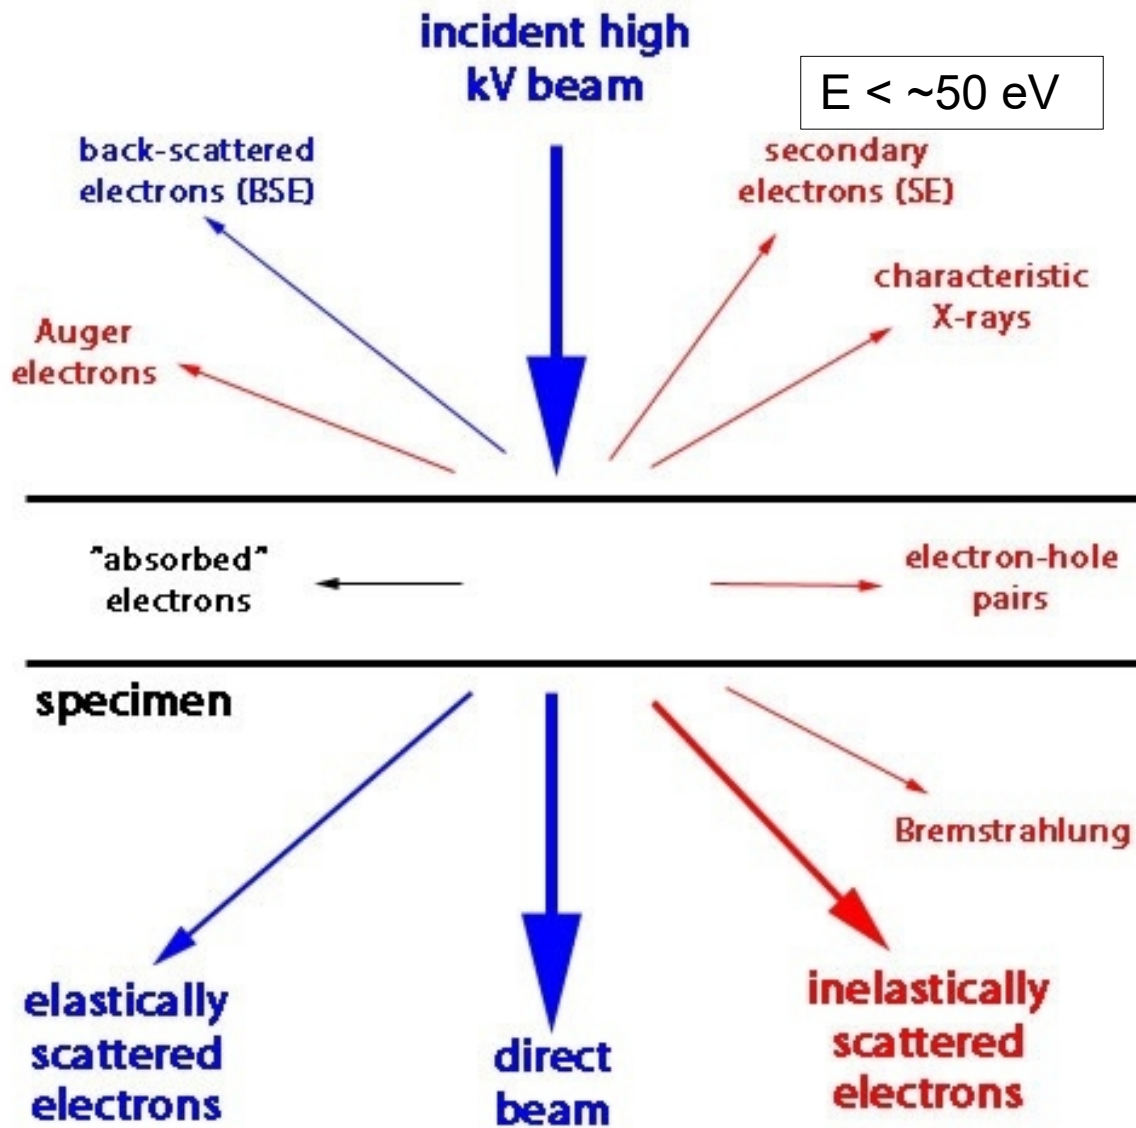 incident high
kV beam
E < ~50 eV
back-scattered
electrons (BSE)
secondary
electrons (SE)
characteristic
X-rays
Auger
electrons
"absorbed"
electrons
electron-hole
pairs
specimen
Bremstrahlung
elastically
scattered
electrons
direct
beam
inelastically
scattered
electrons